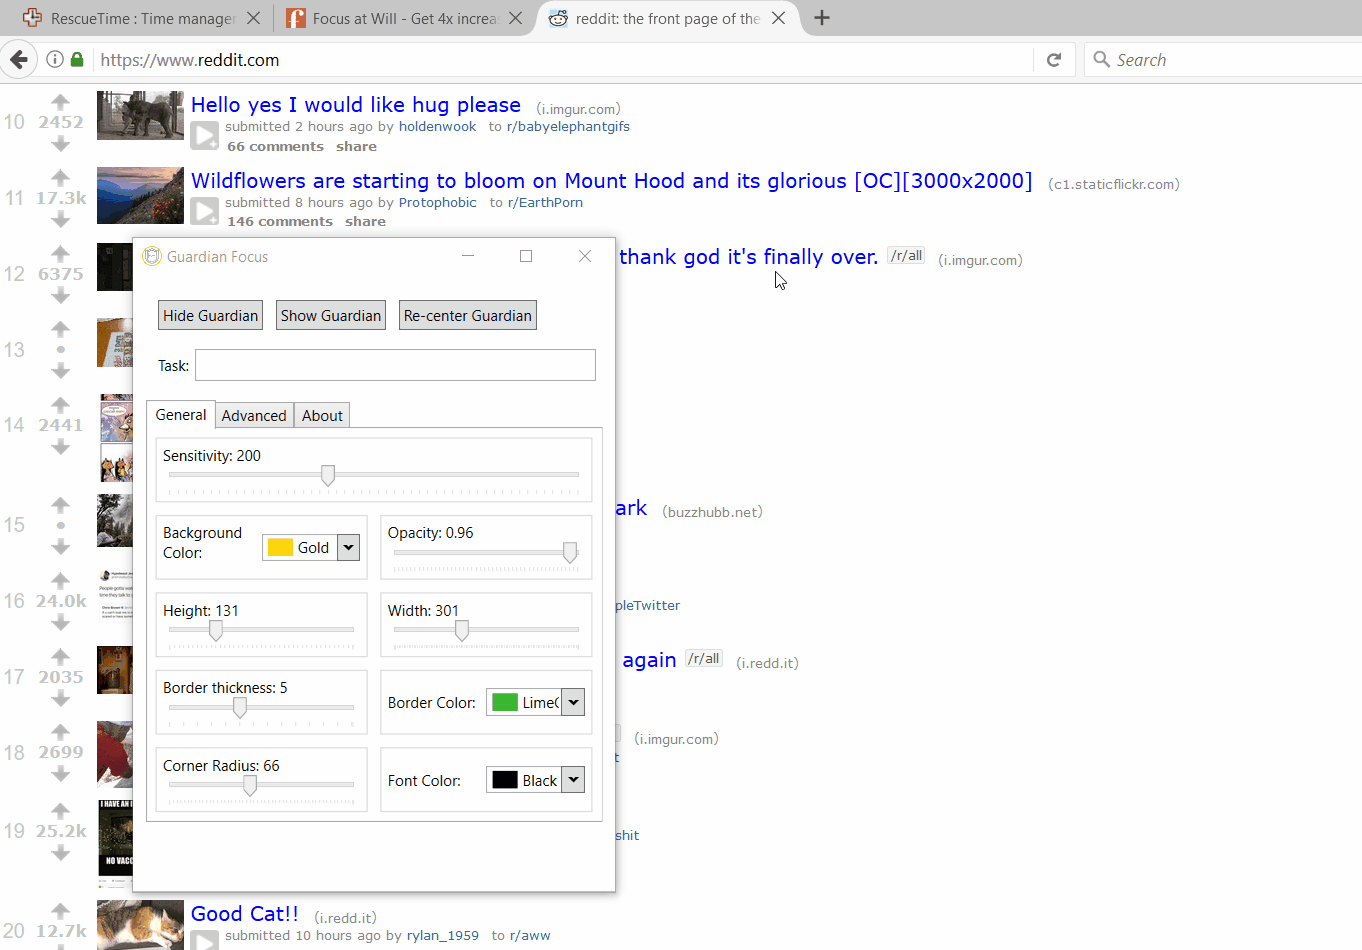 RescueTime : Time manager
Focus at Will - Get 4x increas
reddit: the front page of the
https://www.reddit.com
Search
10
2452
Hello yes I would like hug please (i.imgur.com)
submitted 2 hours ago by holdenwook to r/babyelephantgifs
66 comments share
11
17.3k
Wildflowers are starting to bloom on Mount Hood and its glorious [OC][3000x2000] (c1.staticflickr.com)
submitted 8 hours ago by Protophobic to r/EarthPorn
146 comments share
12
6375
thank god it's finally over. /r/all (i.imgur.com)
13
14
2441
15
ark (buzzhubb.net)
16
24.0k
pleTwitter
17
2035
again /r/all (i.redd.it)
18
2699
(i.imgur.com)
t
19
25.2k
I HAVE AN I
NO VACC
shit
20
12.7k
Good Cat!! (i.redd.it)
submitted 10 hours ago by rylan_1959 to r/aww
Guardian Focus
Hide Guardian Show Guardian Re-center Guardian
Task:
General Advanced About
Sensitivity: 200
Background
Color:
Gold
Opacity: 0.96
Height: 131
Width: 301
Border thickness: 5
Border Color: LimeG
Corner Radius: 66
Font Color: Black